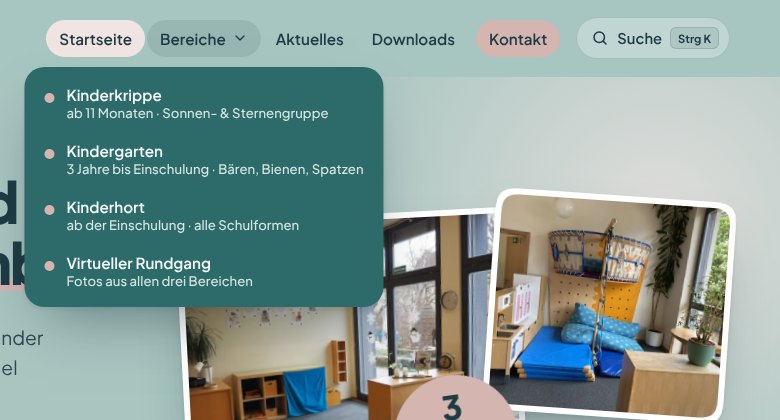 Startseite Bereiche Aktuelles Downloads Kontakt Suche Strg K
Kinderkrippe
ab 11 Monaten · Sonnen- & Sternengruppe
Kindergarten
3 Jahre bis Einschulung · Bären, Bienen, Spatzen
Kinderhort
ab der Einschulung · alle Schulformen
Virtueller Rundgang
Fotos aus allen drei Bereichen
3